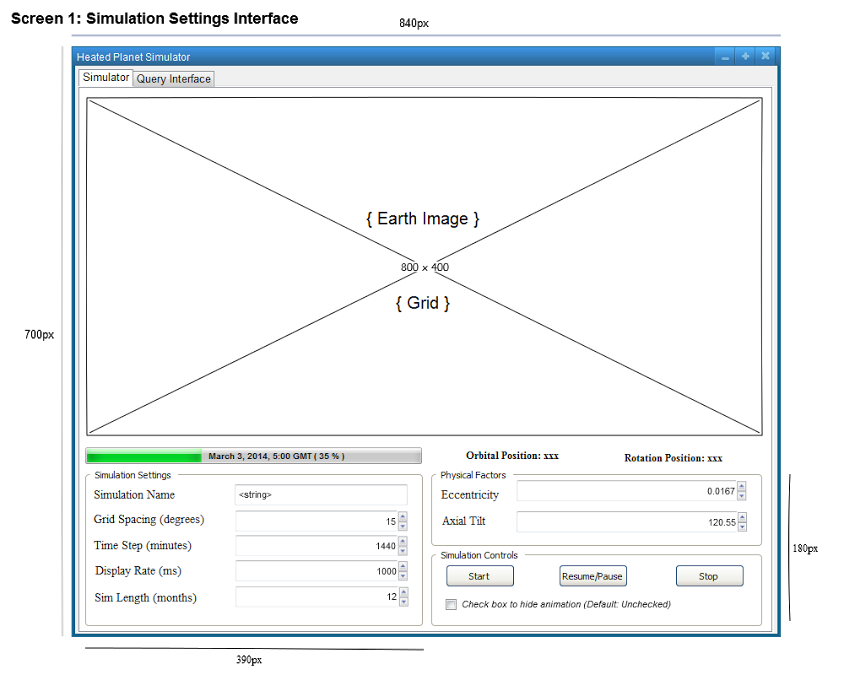 Screen 1: Simulation Settings Interface
840px
Heated Planet Simulator
Simulator Query Interface
{ Earth Image }
800 x 400
{ Grid }
700px
March 3, 2014, 5:00 GMT ( 35 % )
Orbital Position: xxx
Rotation Position: xxx
Simulation Settings
Simulation Name <string>
Grid Spacing (degrees) 15
Time Step (minutes) 1440
Display Rate (ms) 1000
Sim Length (months) 12
Physical Factors
Eccentricity 0.0167
Axial Tilt 120.55
Simulation Controls
Start Resume/Pause Stop
Check box to hide animation (Default: Unchecked)
180px
390px